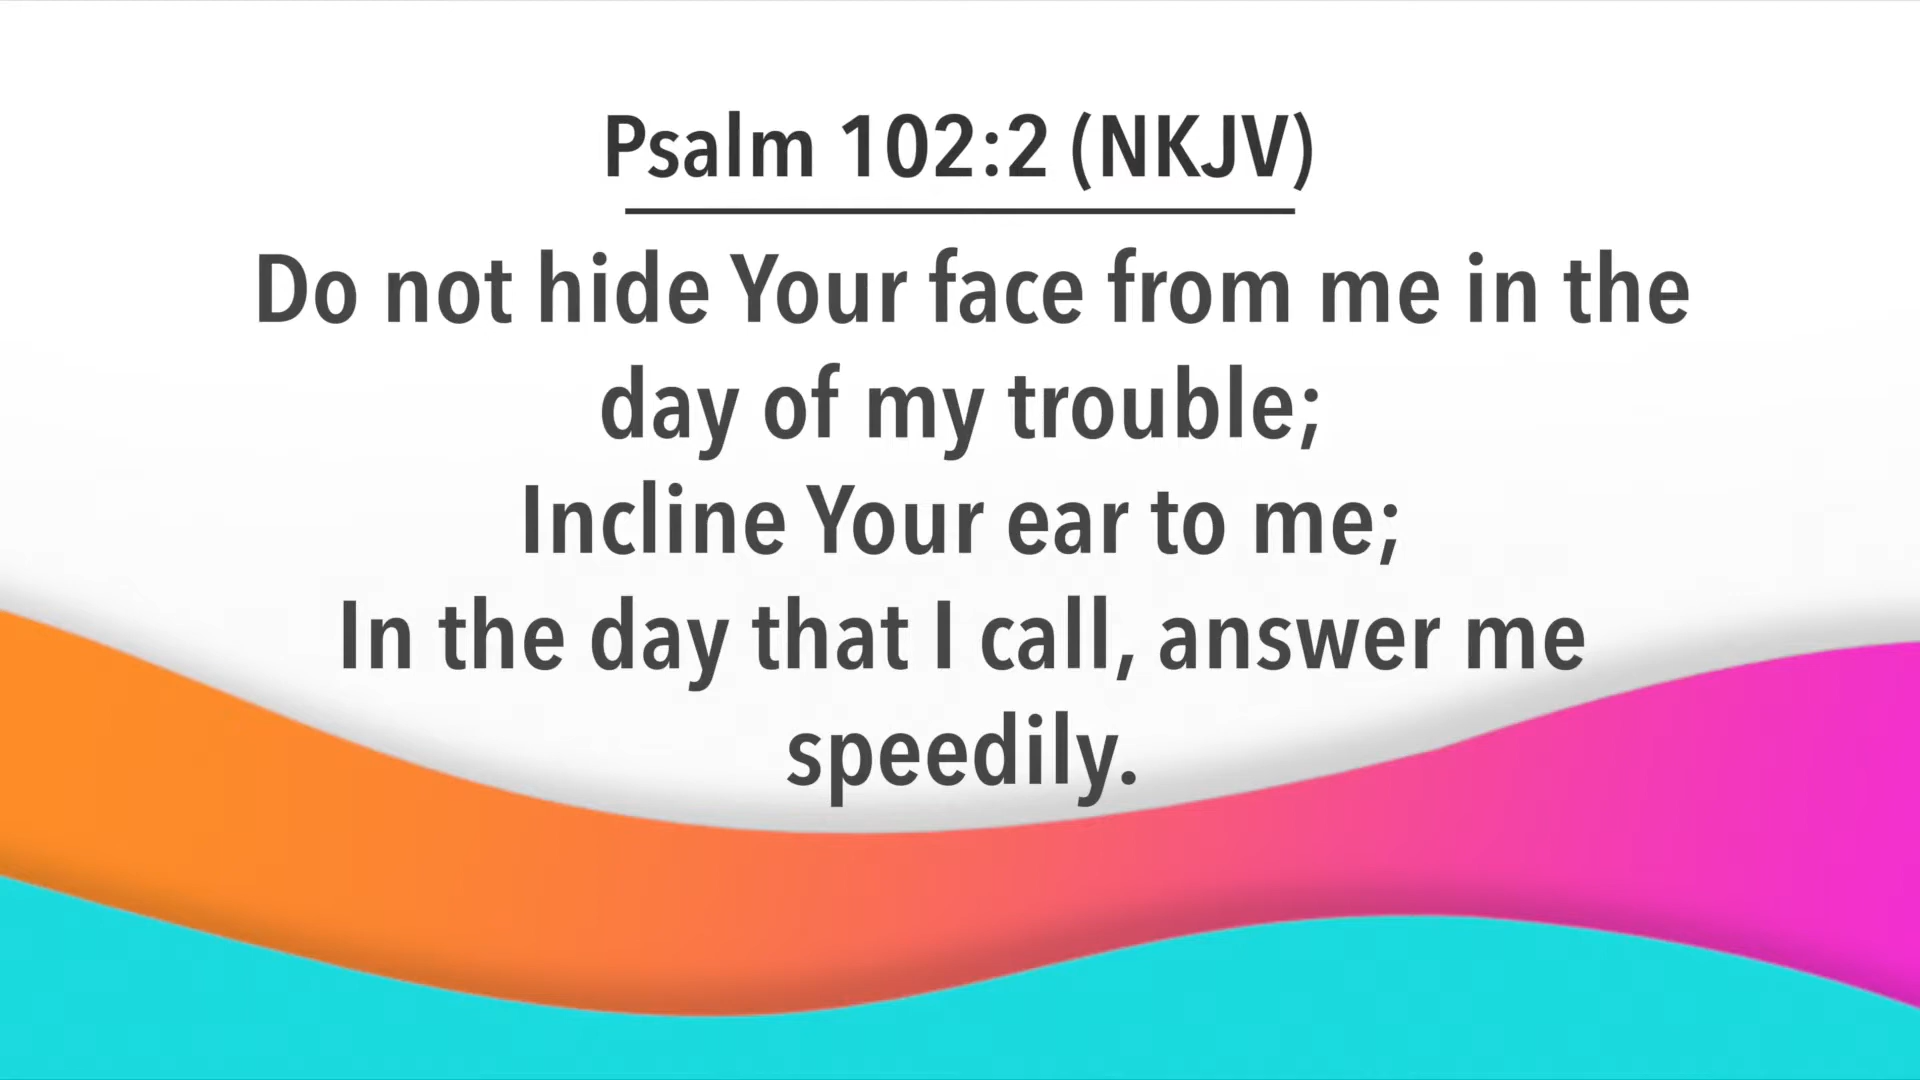 Psalm 102:2 (NKJV)
Do not hide Your face from me in the
day of my trouble;
Incline Your ear to me;
In the day that I call, answer me
speedily.